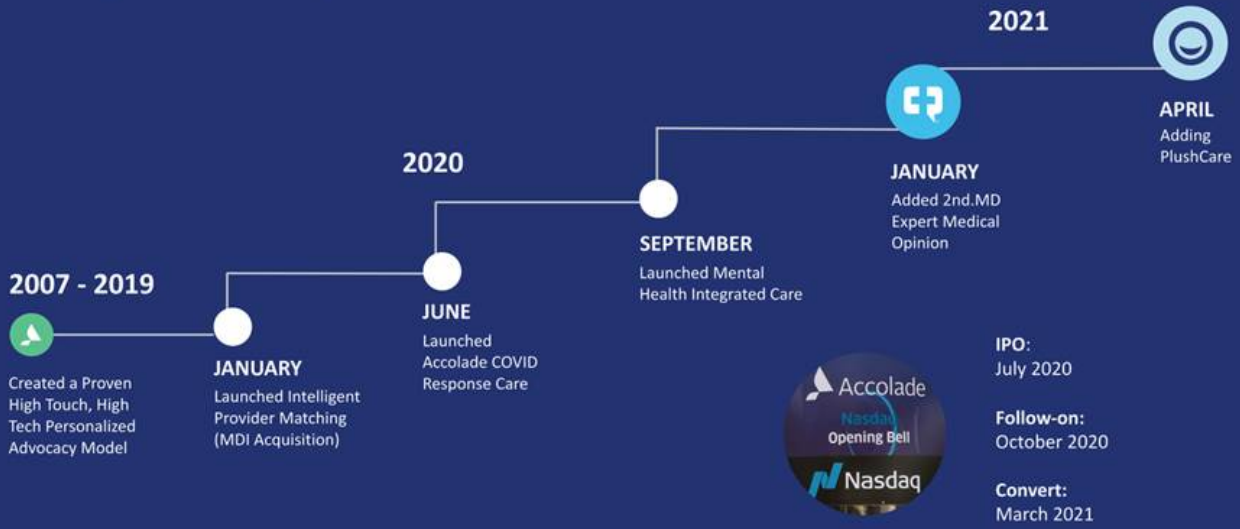 2007 - 2019
Created a Proven
High Touch, High
Tech Personalized
Advocacy Model
2020
JANUARY
Launched Intelligent
Provider Matching
(MDI Acquisition)
JUNE
Launched
Accolade COVID
Response Care
SEPTEMBER
Launched Mental
Health Integrated Care
2021
JANUARY
Added 2nd.MD
Expert Medical
Opinion
APRIL
Adding
PlushCare
Accolade
Nasdaq
Opening Bell
Nasdaq
IPO:
July 2020
Follow-on:
October 2020
Convert:
March 2021